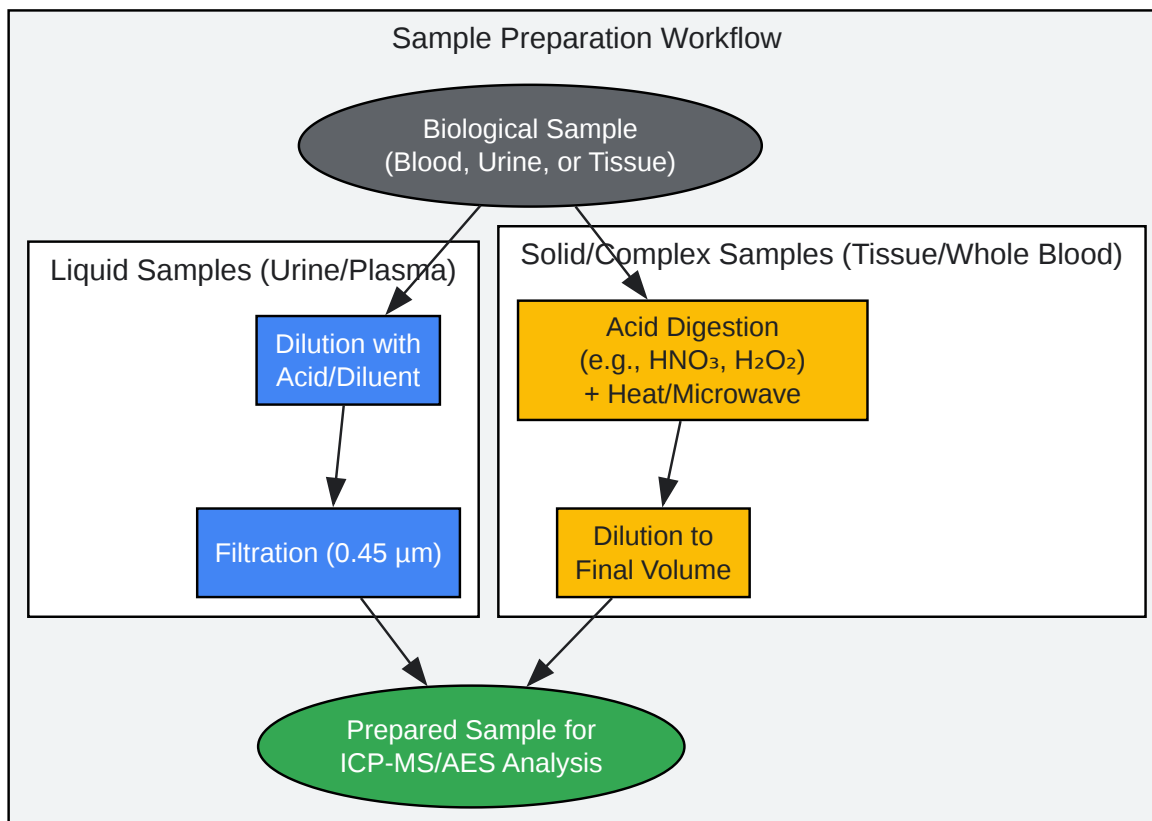 Sample Preparation Workflow
Biological Sample
(Blood, Urine, or Tissue)
Liquid Samples (Urine/Plasma)
Dilution with
Acid/Diluent
Filtration (0.45 µm)
Solid/Complex Samples (Tissue/Whole Blood)
Acid Digestion
(e.g., HNO₃, H₂O₂)
+ Heat/Microwave
Dilution to
Final Volume
Prepared Sample for
ICP-MS/AES Analysis